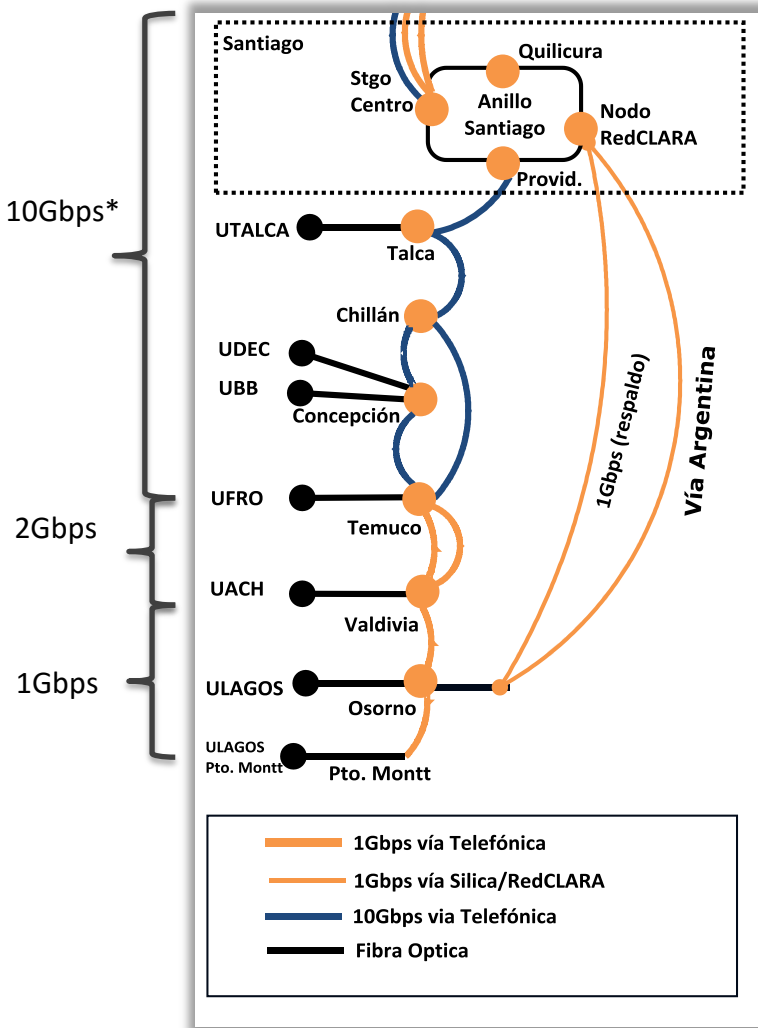 Santiago
Quilicura
Stgo
Centro
Anillo
Santiago
Nodo
RedCLARA
Provid.
10Gbps*
UTALCA
Talca
Chillán
UDEC
UBB
Concepción
1Gbps (respaldo)
Vía Argentina
UFRO
Temuco
2Gbps
UACH
Valdivia
1Gbps
ULAGOS
Osorno
ULAGOS
Pto. Montt
Pto. Montt
1Gbps vía Telefónica
1Gbps vía Silica/RedCLARA
10Gbps via Telefónica
Fibra Optica